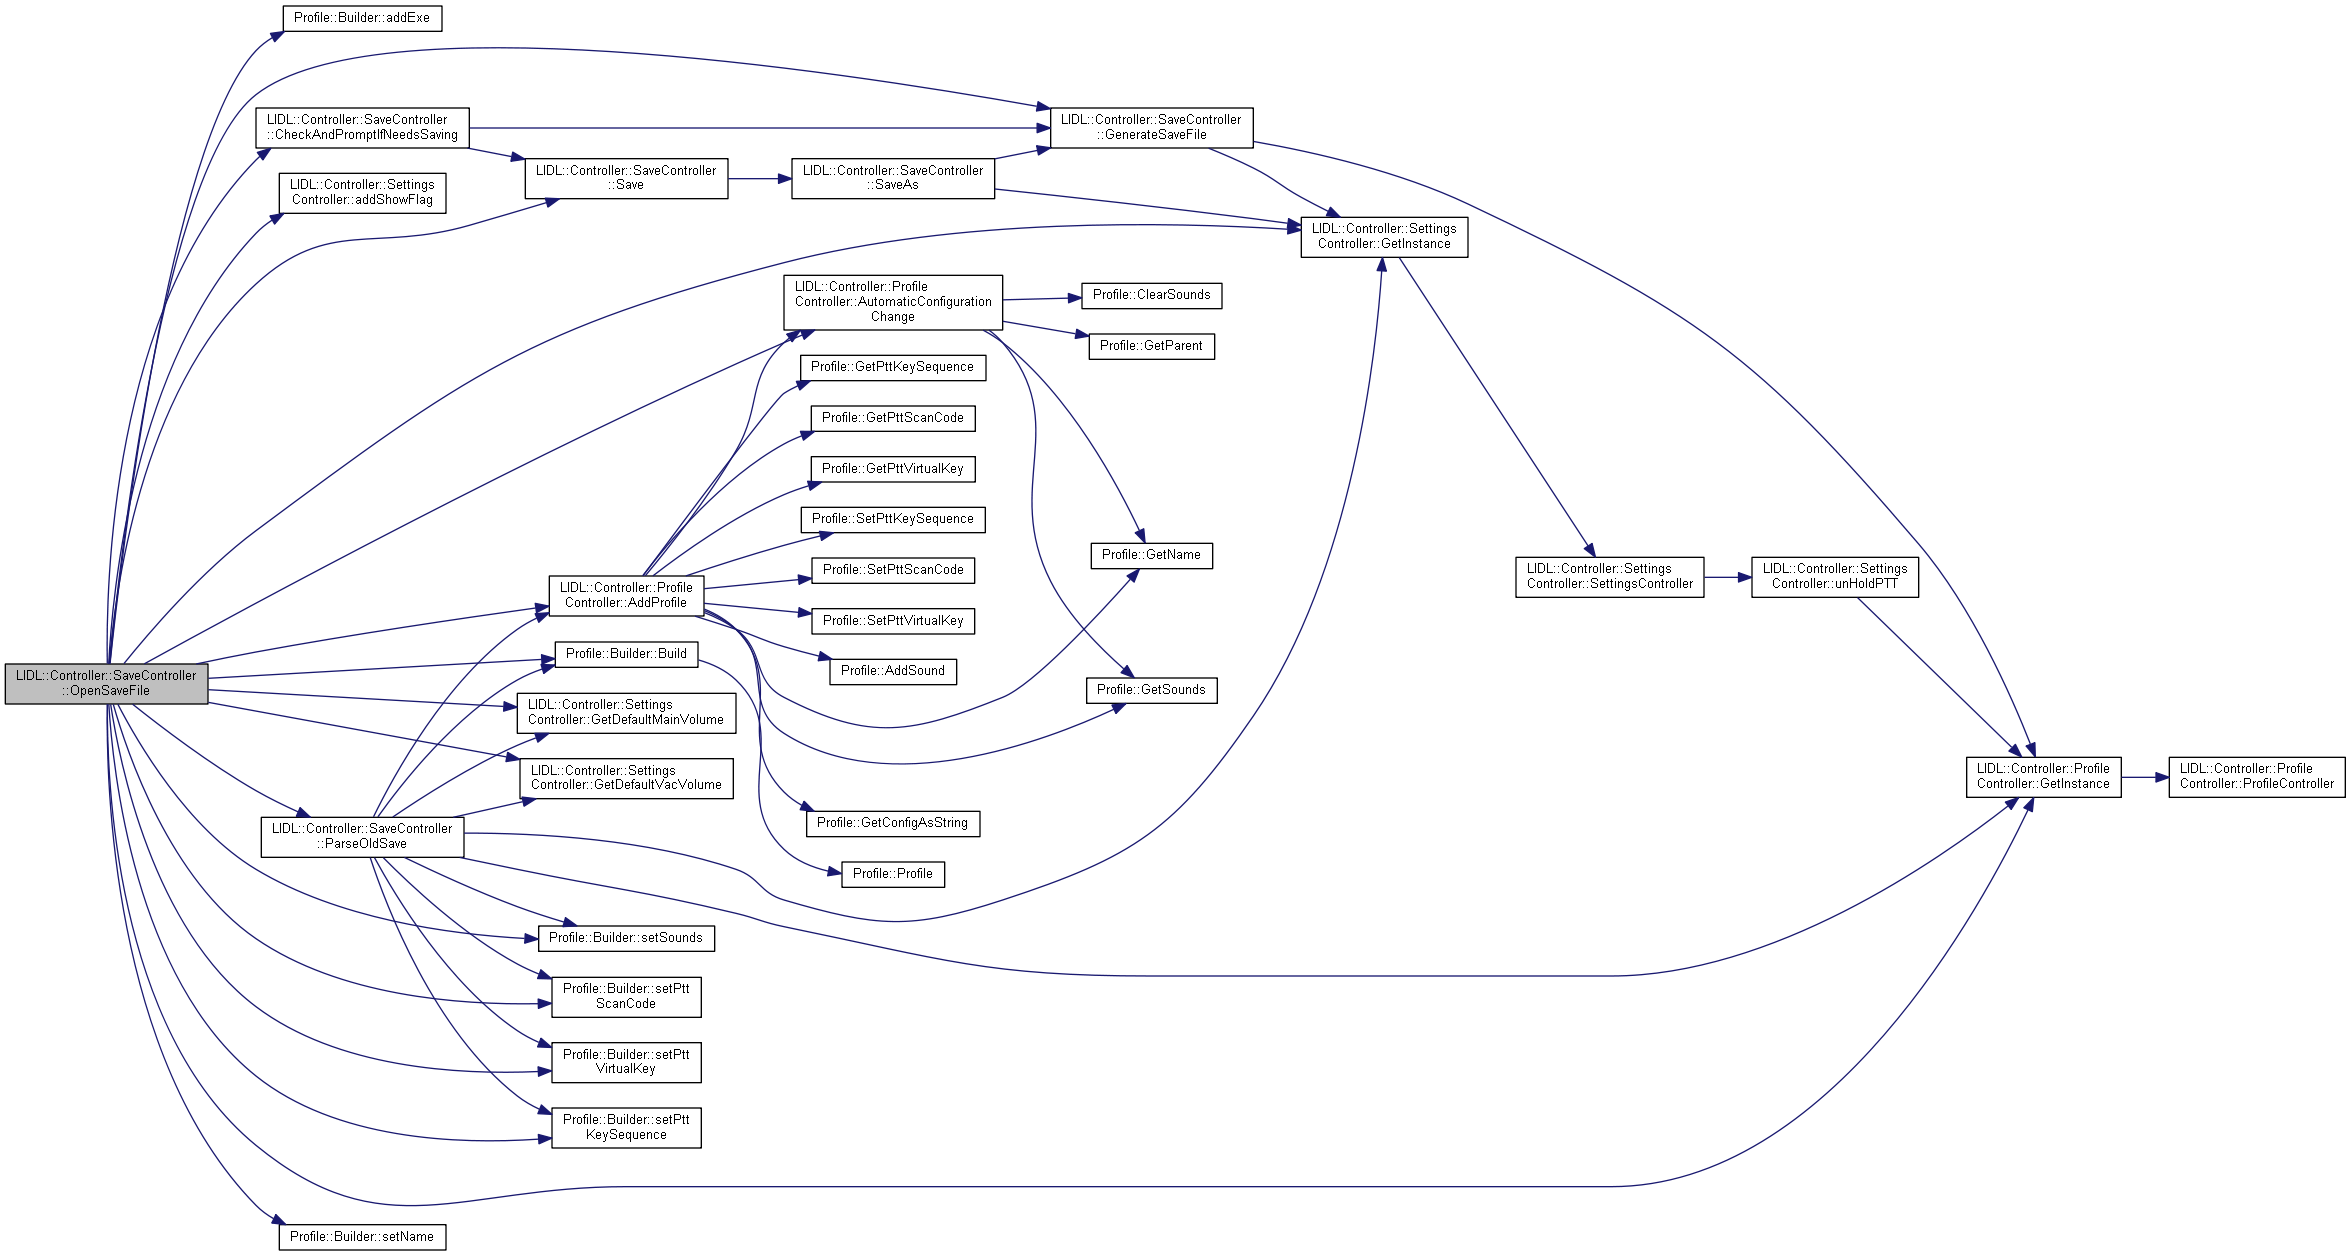 Profile::Builder::addExe
LIDL::Controller::SaveController
::CheckAndPromptIfNeedsSaving
LIDL::Controller::SaveController
::GenerateSaveFile
LIDL::Controller::SaveController
::Save
LIDL::Controller::SaveController
::SaveAs
LIDL::Controller::Settings
Controller::addShowFlag
LIDL::Controller::Settings
Controller::GetInstance
LIDL::Controller::Profile
Controller::AutomaticConfiguration
Change
Profile::ClearSounds
Profile::GetParent
Profile::GetPttKeySequence
Profile::GetPttScanCode
Profile::GetPttVirtualKey
Profile::SetPttKeySequence
Profile::GetName
LIDL::Controller::Settings
Controller::SettingsController
LIDL::Controller::Settings
Controller::unHoldPTT
Profile::SetPttScanCode
LIDL::Controller::Profile
Controller::AddProfile
Profile::SetPttVirtualKey
Profile::Builder::Build
Profile::AddSound
LIDL::Controller::SaveController
::OpenSaveFile
Profile::GetSounds
LIDL::Controller::Settings
Controller::GetDefaultMainVolume
LIDL::Controller::Settings
Controller::GetDefaultVacVolume
LIDL::Controller::Profile
Controller::GetInstance
LIDL::Controller::Profile
Controller::ProfileController
LIDL::Controller::SaveController
::ParseOldSave
Profile::GetConfigAsString
Profile::Profile
Profile::Builder::setSounds
Profile::Builder::setPtt
ScanCode
Profile::Builder::setPtt
VirtualKey
Profile::Builder::setPtt
KeySequence
Profile::Builder::setName